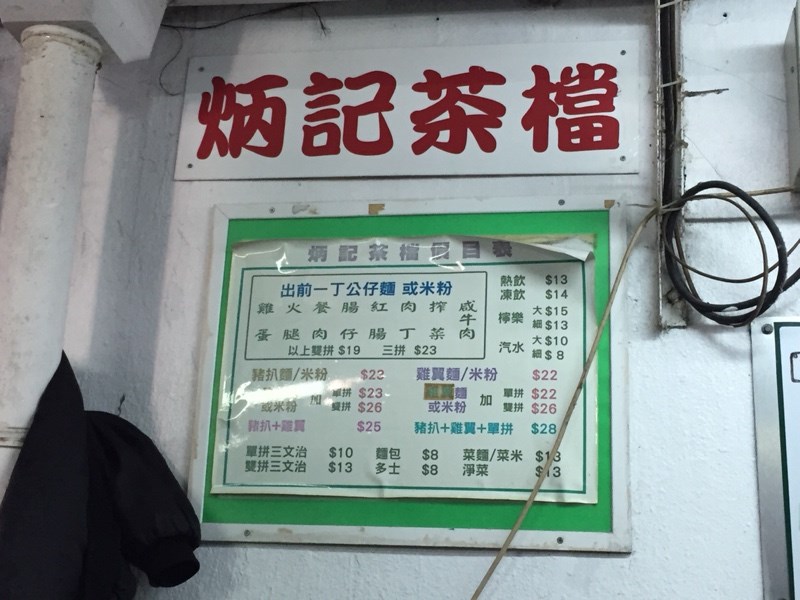 炳記茶檔
炳記茶檔價目表
出前一丁公仔麵 或米粉
雞 火 餐 腸 紅 肉 搾 咸
牛
蛋 腿 肉 仔 腸 丁 菜 肉
以上雙拼 $19 三拼 $23
熱飲 $13
凍飲 $14
檸樂 大 $15
細 $13
汽水 大 $10
細 $8
豬扒麵/米粉 $22
加 單拼 $23
或米粉 雙拼 $26
雞翼麵/米粉 $22
麵 加 單拼 $22
或米粉 雙拼 $26
豬扒+雞翼 $25
豬扒+雞翼+單拼 $28
單拼三文治 $10 麵包 $8 菜麵/菜米 $13
雙拼三文治 $13 多士 $8 淨菜 $13